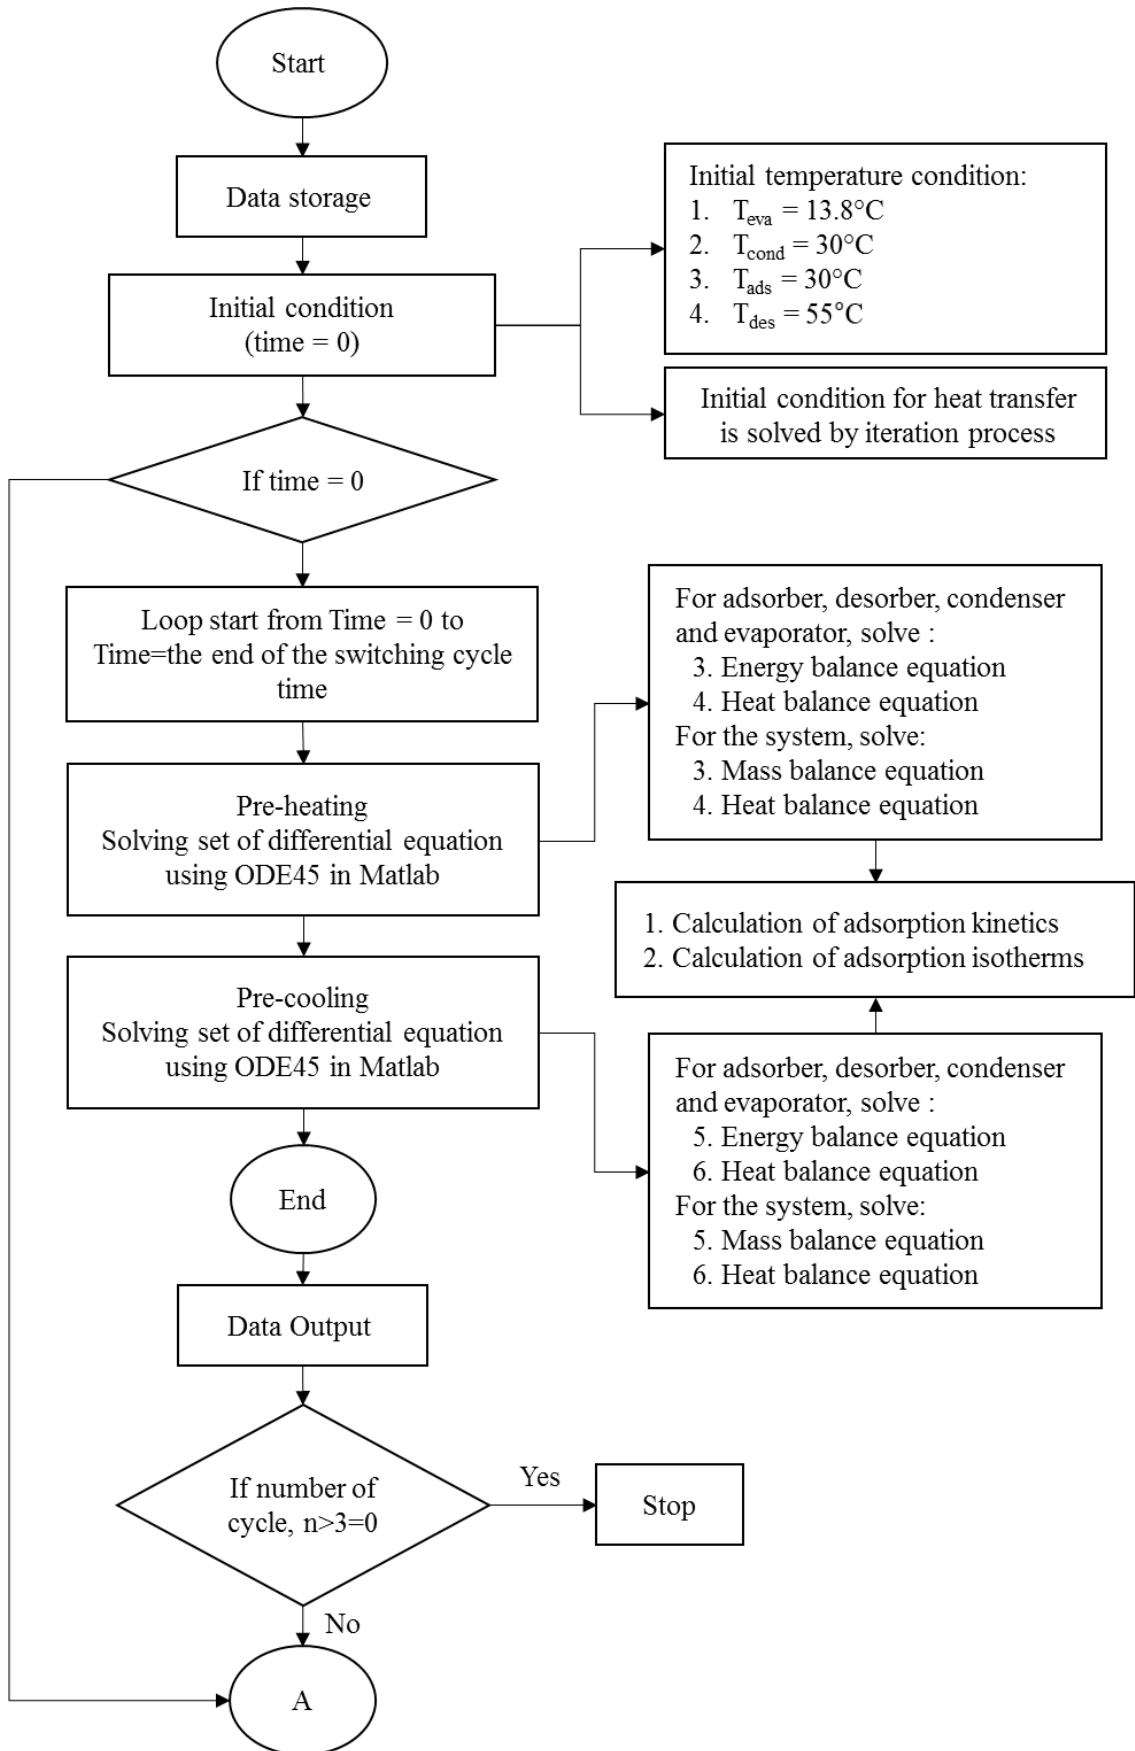 Start
Data storage
Initial condition
(time = 0)
Initial temperature condition:
1. Teva = 13.8°C
2. Tcond = 30°C
3. Tads = 30°C
4. Tdes = 55°C
Initial condition for heat transfer
is solved by iteration process
If time = 0
Loop start from Time = 0 to
Time=the end of the switching cycle
time
Pre-heating
Solving set of differential equation
using ODE45 in Matlab
For adsorber, desorber, condenser
and evaporator, solve :
3. Energy balance equation
4. Heat balance equation
For the system, solve:
3. Mass balance equation
4. Heat balance equation
1. Calculation of adsorption kinetics
2. Calculation of adsorption isotherms
Pre-cooling
Solving set of differential equation
using ODE45 in Matlab
For adsorber, desorber, condenser
and evaporator, solve :
5. Energy balance equation
6. Heat balance equation
For the system, solve:
5. Mass balance equation
6. Heat balance equation
End
Data Output
If number of
cycle, n>3=0
Yes
Stop
No
A